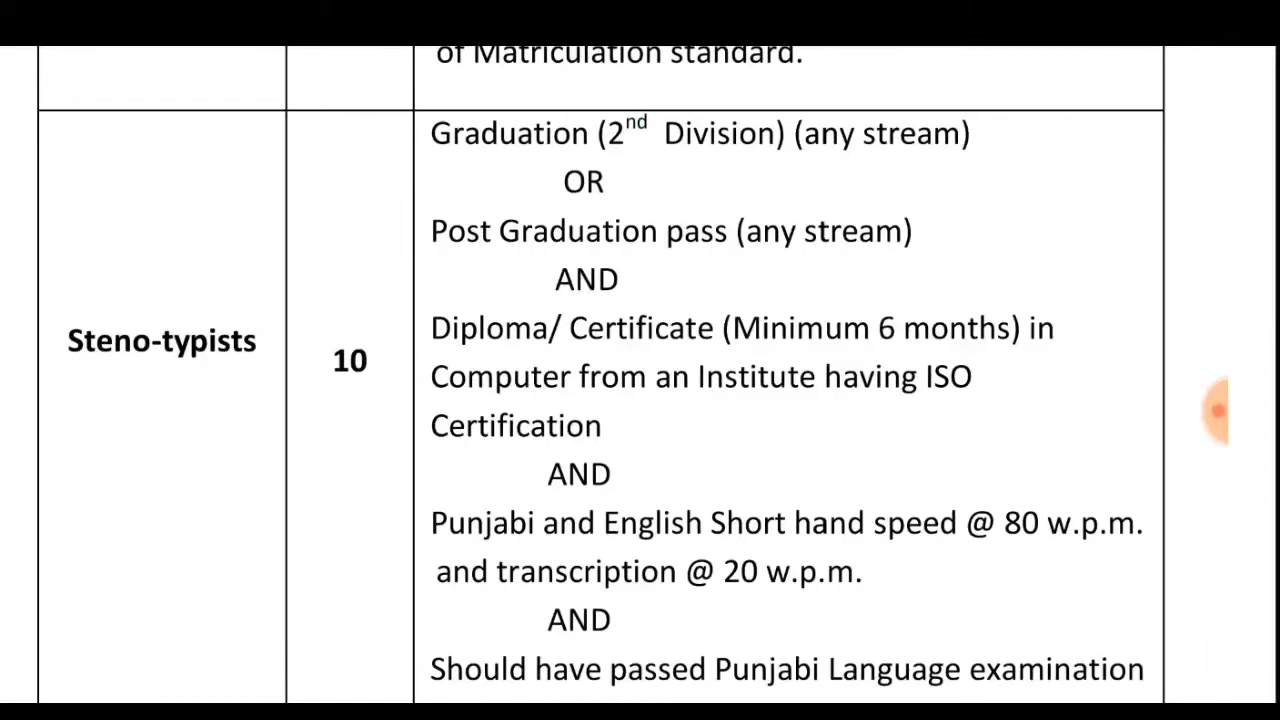 of Matriculation standard.
Graduation (2nd Division) (any stream)
OR
Post Graduation pass (any stream)
AND
Steno-typists
10
Diploma/ Certificate (Minimum 6 months) in
Computer from an Institute having ISO
Certification
AND
Punjabi and English Short hand speed @ 80 w.p.m.
and transcription @ 20 w.p.m.
AND
Should have passed Punjabi Language examination